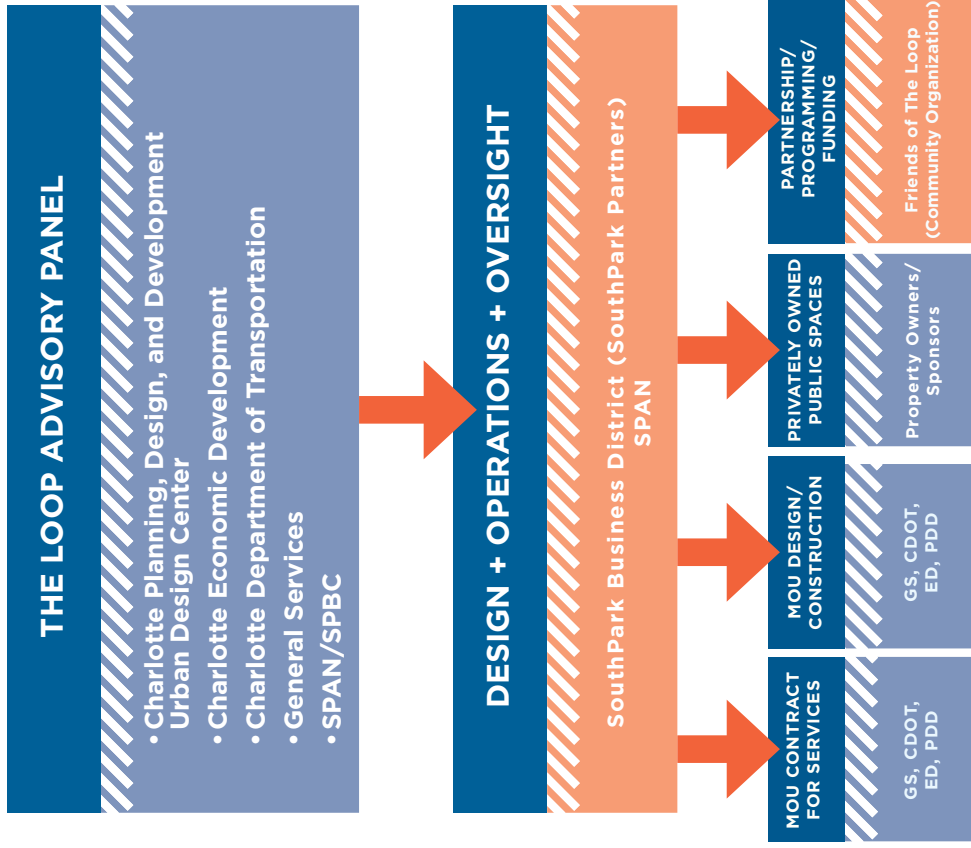 THE LOOP ADVISORY PANEL
• Charlotte Planning, Design, and Development
Urban Design Center
• Charlotte Economic Development
• Charlotte Department of Transportation
• General Services
• SPAN/SPBC
DESIGN + OPERATIONS + OVERSIGHT
SouthPark Business District (SouthPark Partners)
SPAN
MOU CONTRACT
FOR SERVICES
GS, CDOT,
ED, PDD
MOU DESIGN/
CONSTRUCTION
GS, CDOT,
ED, PDD
PRIVATELY OWNED
PUBLIC SPACES
Property Owners/
Sponsors
PARTNERSHIP/
PROGRAMMING/
FUNDING
Friends of The Loop
(Community Organization)